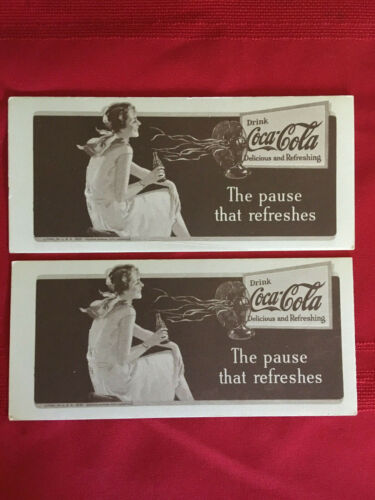 Drink
Coca-Cola
Delicious and Refreshing
The pause
that refreshes
Drink
Coca-Cola
Delicious and Refreshing
The pause
that refreshes